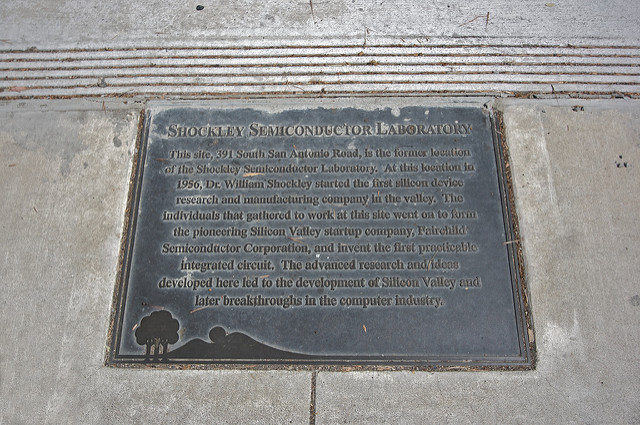 SHOCKLEY SEMICONDUCTOR LABORATORY
This site, 391 South San Antonio Road, is the former location
of the Shockley Semiconductor Laboratory. At this location in
1956, Dr. William Shockley started the first silicon device
research and manufacturing company in the valley. The
individuals that gathered to work at this site went on to form
the pioneering Silicon Valley startup company, Fairchild
Semiconductor Corporation, and invent the first practicable
integrated circuit. The advanced research and ideas
developed here led to the development of Silicon Valley and
later breakthroughs in the computer industry.